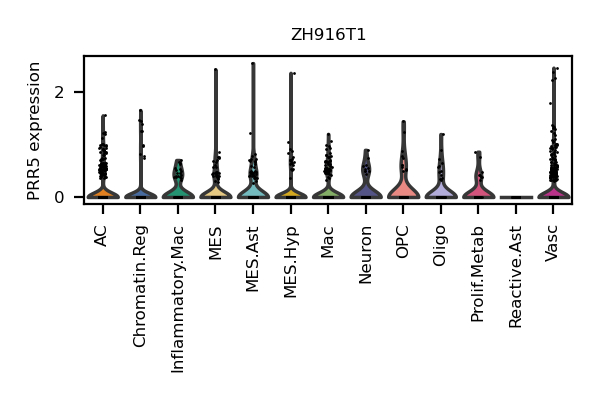 ZH916T1
PRR5 expression
2
0
AC
Chromatin.Reg
Inflammatory.Mac
MES
MES.Ast
MES.Hyp
Mac
Neuron
OPC
Oligo
Prolif.Metab
Reactive.Ast
Vasc